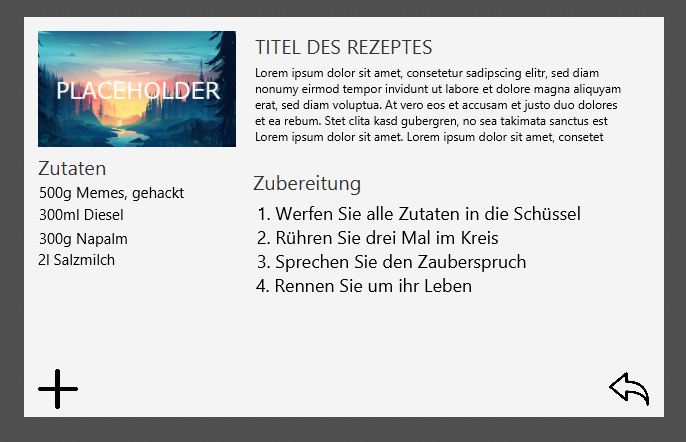 PLACEHOLDER
TITEL DES REZEPTES
Lorem ipsum dolor sit amet, consetetur sadipscing elitr, sed diam
nonumy eirmod tempor invidunt ut labore et dolore magna aliquyam
erat, sed diam voluptua. At vero eos et accusam et justo duo dolores
et ea rebum. Stet clita kasd gubergren, no sea takimata sanctus est
Lorem ipsum dolor sit amet. Lorem ipsum dolor sit amet, consetet
Zutaten
500g Memes, gehackt
300ml Diesel
300g Napalm
2l Salzmilch
Zubereitung
1. Werfen Sie alle Zutaten in die Schüssel
2. Rühren Sie drei Mal im Kreis
3. Sprechen Sie den Zauberspruch
4. Rennen Sie um ihr Leben